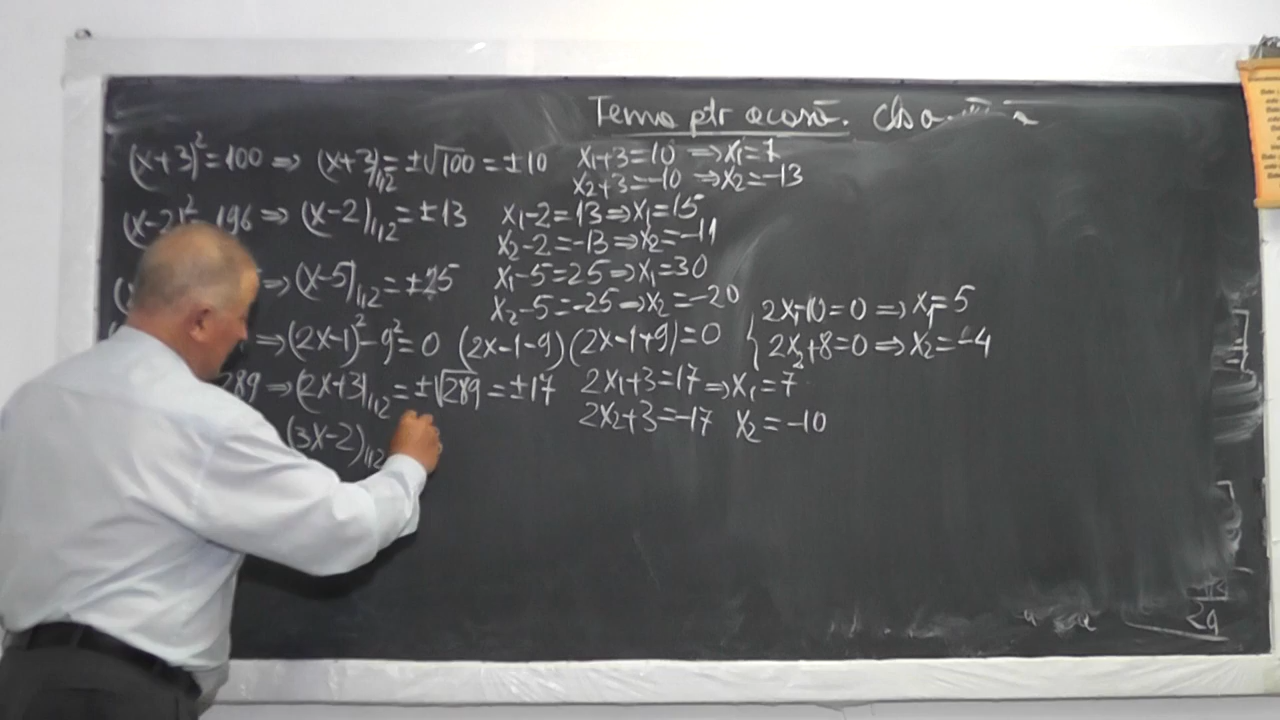 Tema ptr acasă.
(x+3)²=100 ⇒ (x+3)₁,₂=±√100=±10 x₁+3=10 ⇒x₁=7
x₂+3=-10 ⇒x₂=-13
(x-2)² 196 ⇒ (x-2)₁,₂=±13 x₁-2=13⇒x₁=15
x₂-2=-13⇒x₂=-11
⇒(x-5)₁,₂=±25 x₁-5=25⇒x₁=30
x₂-5=-25⇒x₂=-20
⇒(2x-1)²-9²=0 (2x-1-9)(2x-1+9)=0 { 2x₁-10=0 ⇒x₁=5
2x₂+8=0⇒x₂=-4
289 ⇒(2x+3)₁,₂=±√289=±17 2x₁+3=17⇒x₁=7
2x₂+3=-17 x₂=-10
(3x-2)₁,₂
29